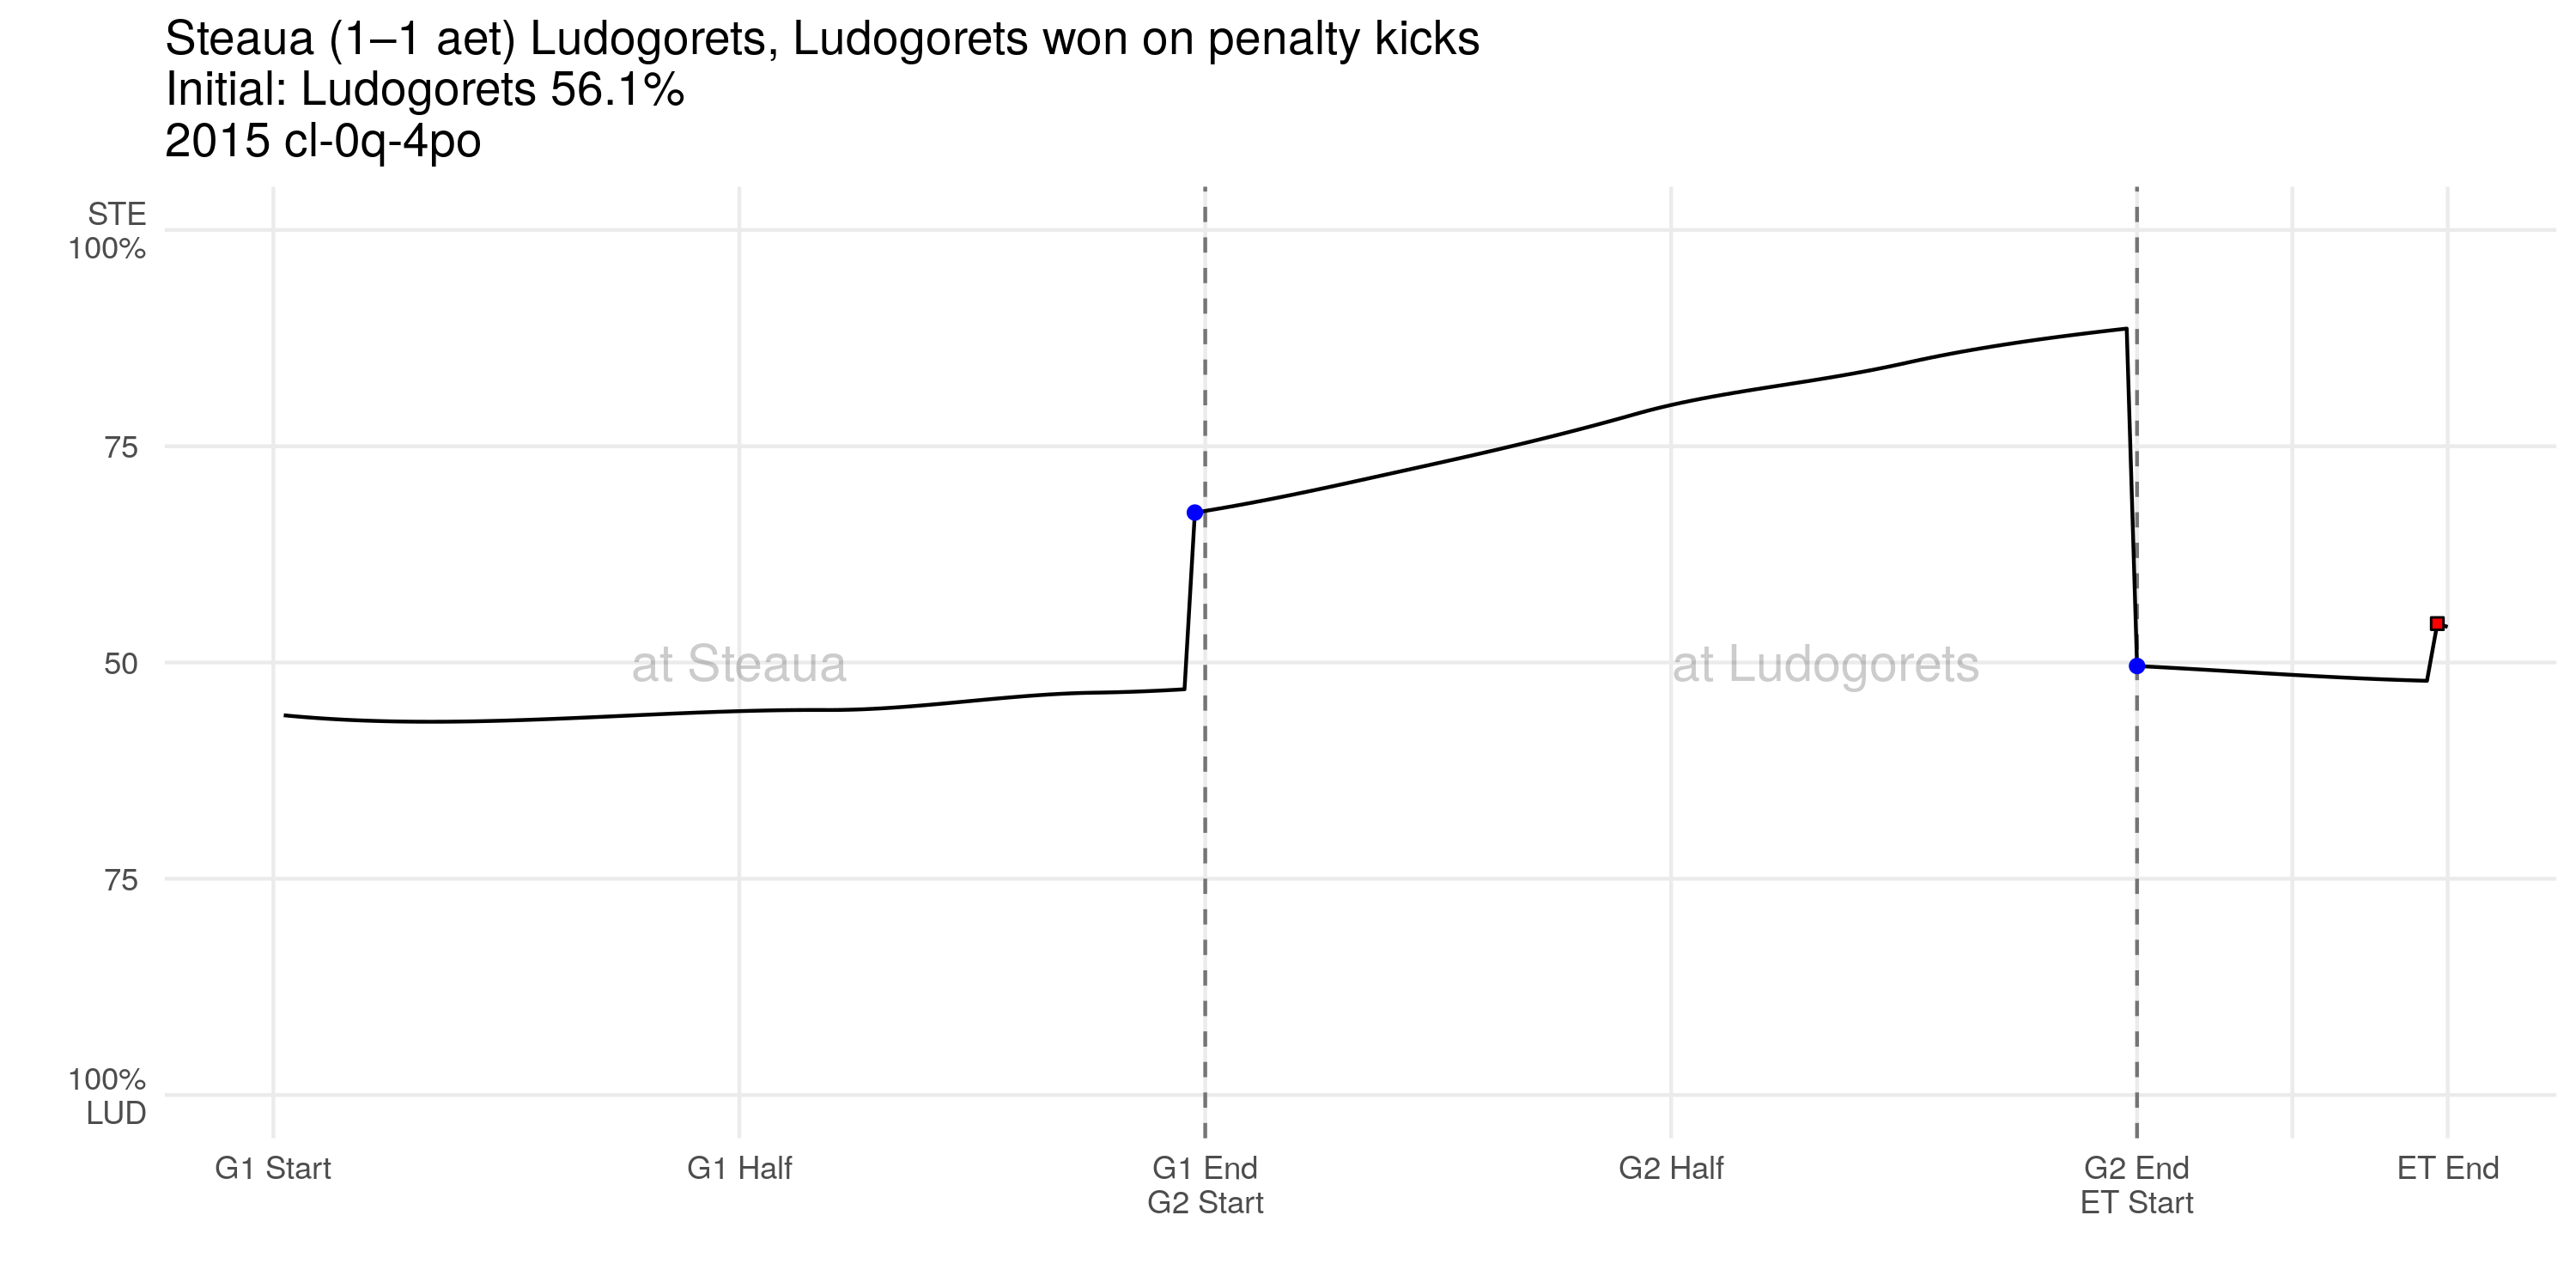 Steaua (1–1 aet) Ludogorets, Ludogorets won on penalty kicks
Initial: Ludogorets 56.1%
2015 cl-0q-4po
STE
100%
75
50
75
100%
LUD
at Steaua
at Ludogorets
G1 Start
G1 Half
G1 End
G2 Start
G2 Half
G2 End
ET Start
ET End